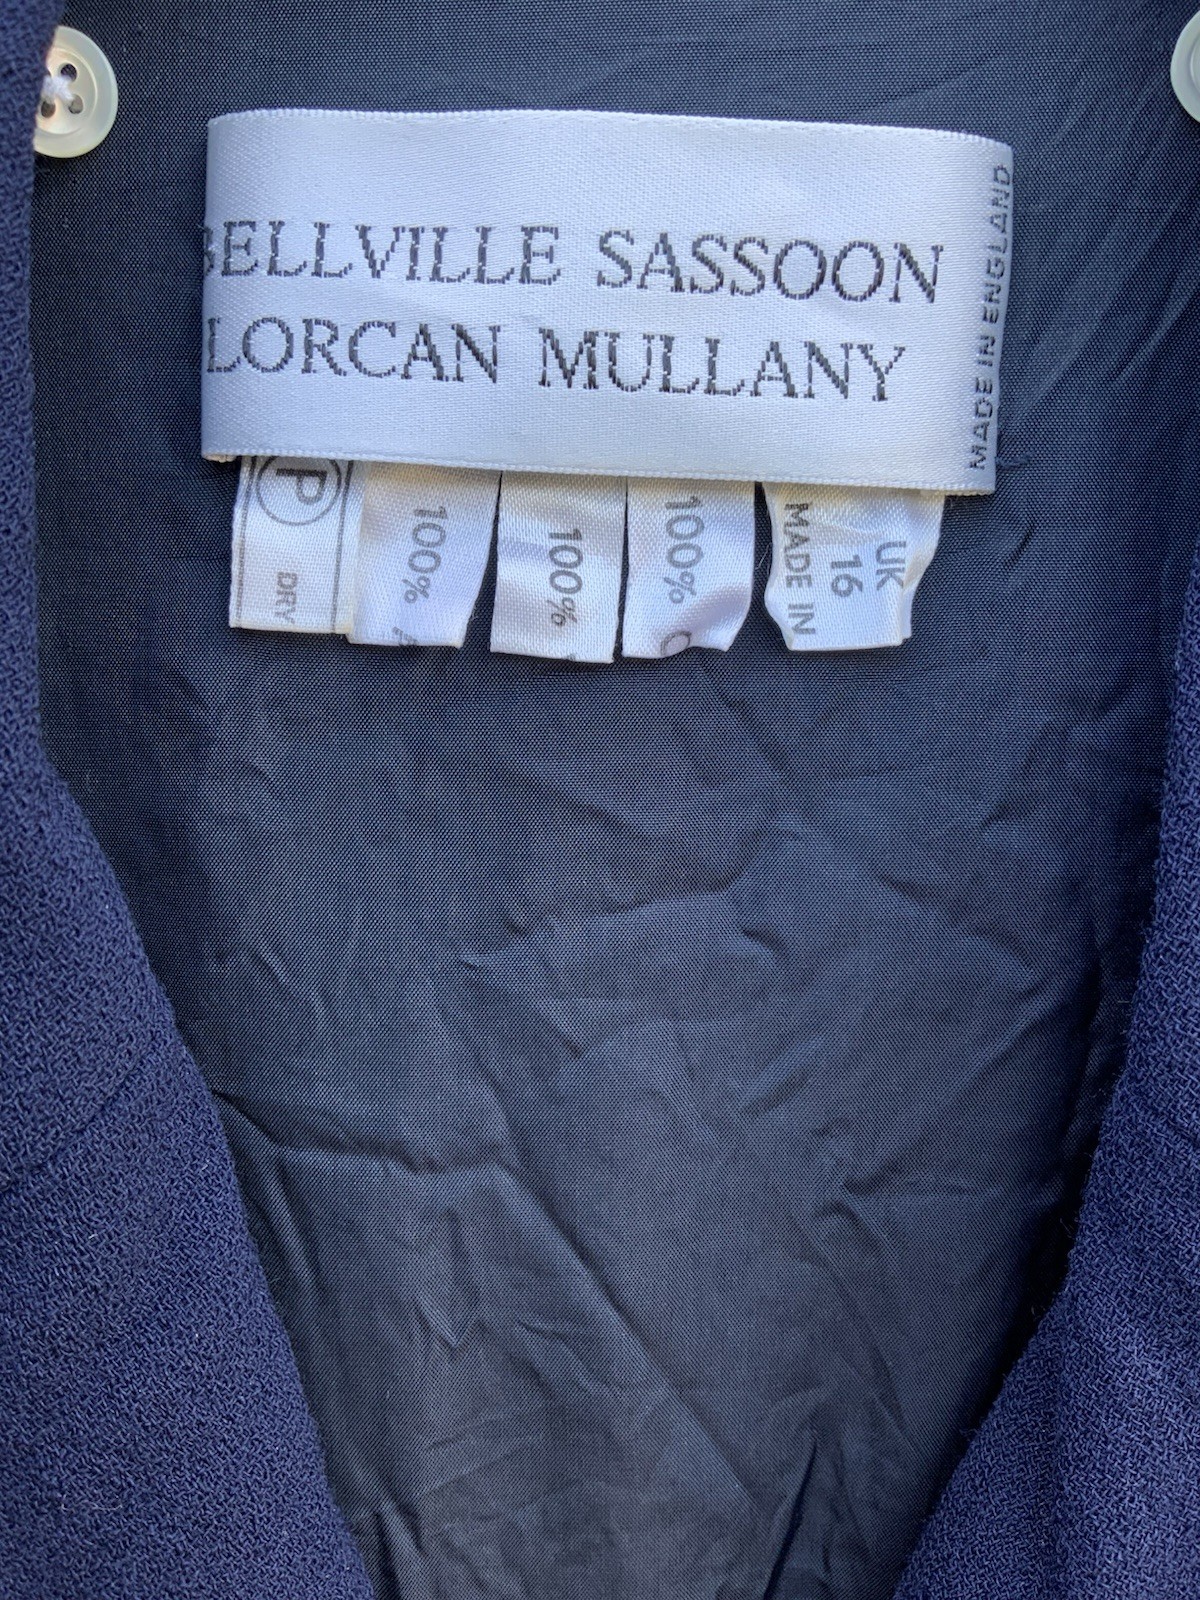 BELLVILLE SASSOON
LORCAN MULLANY
MADE IN ENGLAND
P
DRY
100%
100%
100%
UK
16
MADE IN